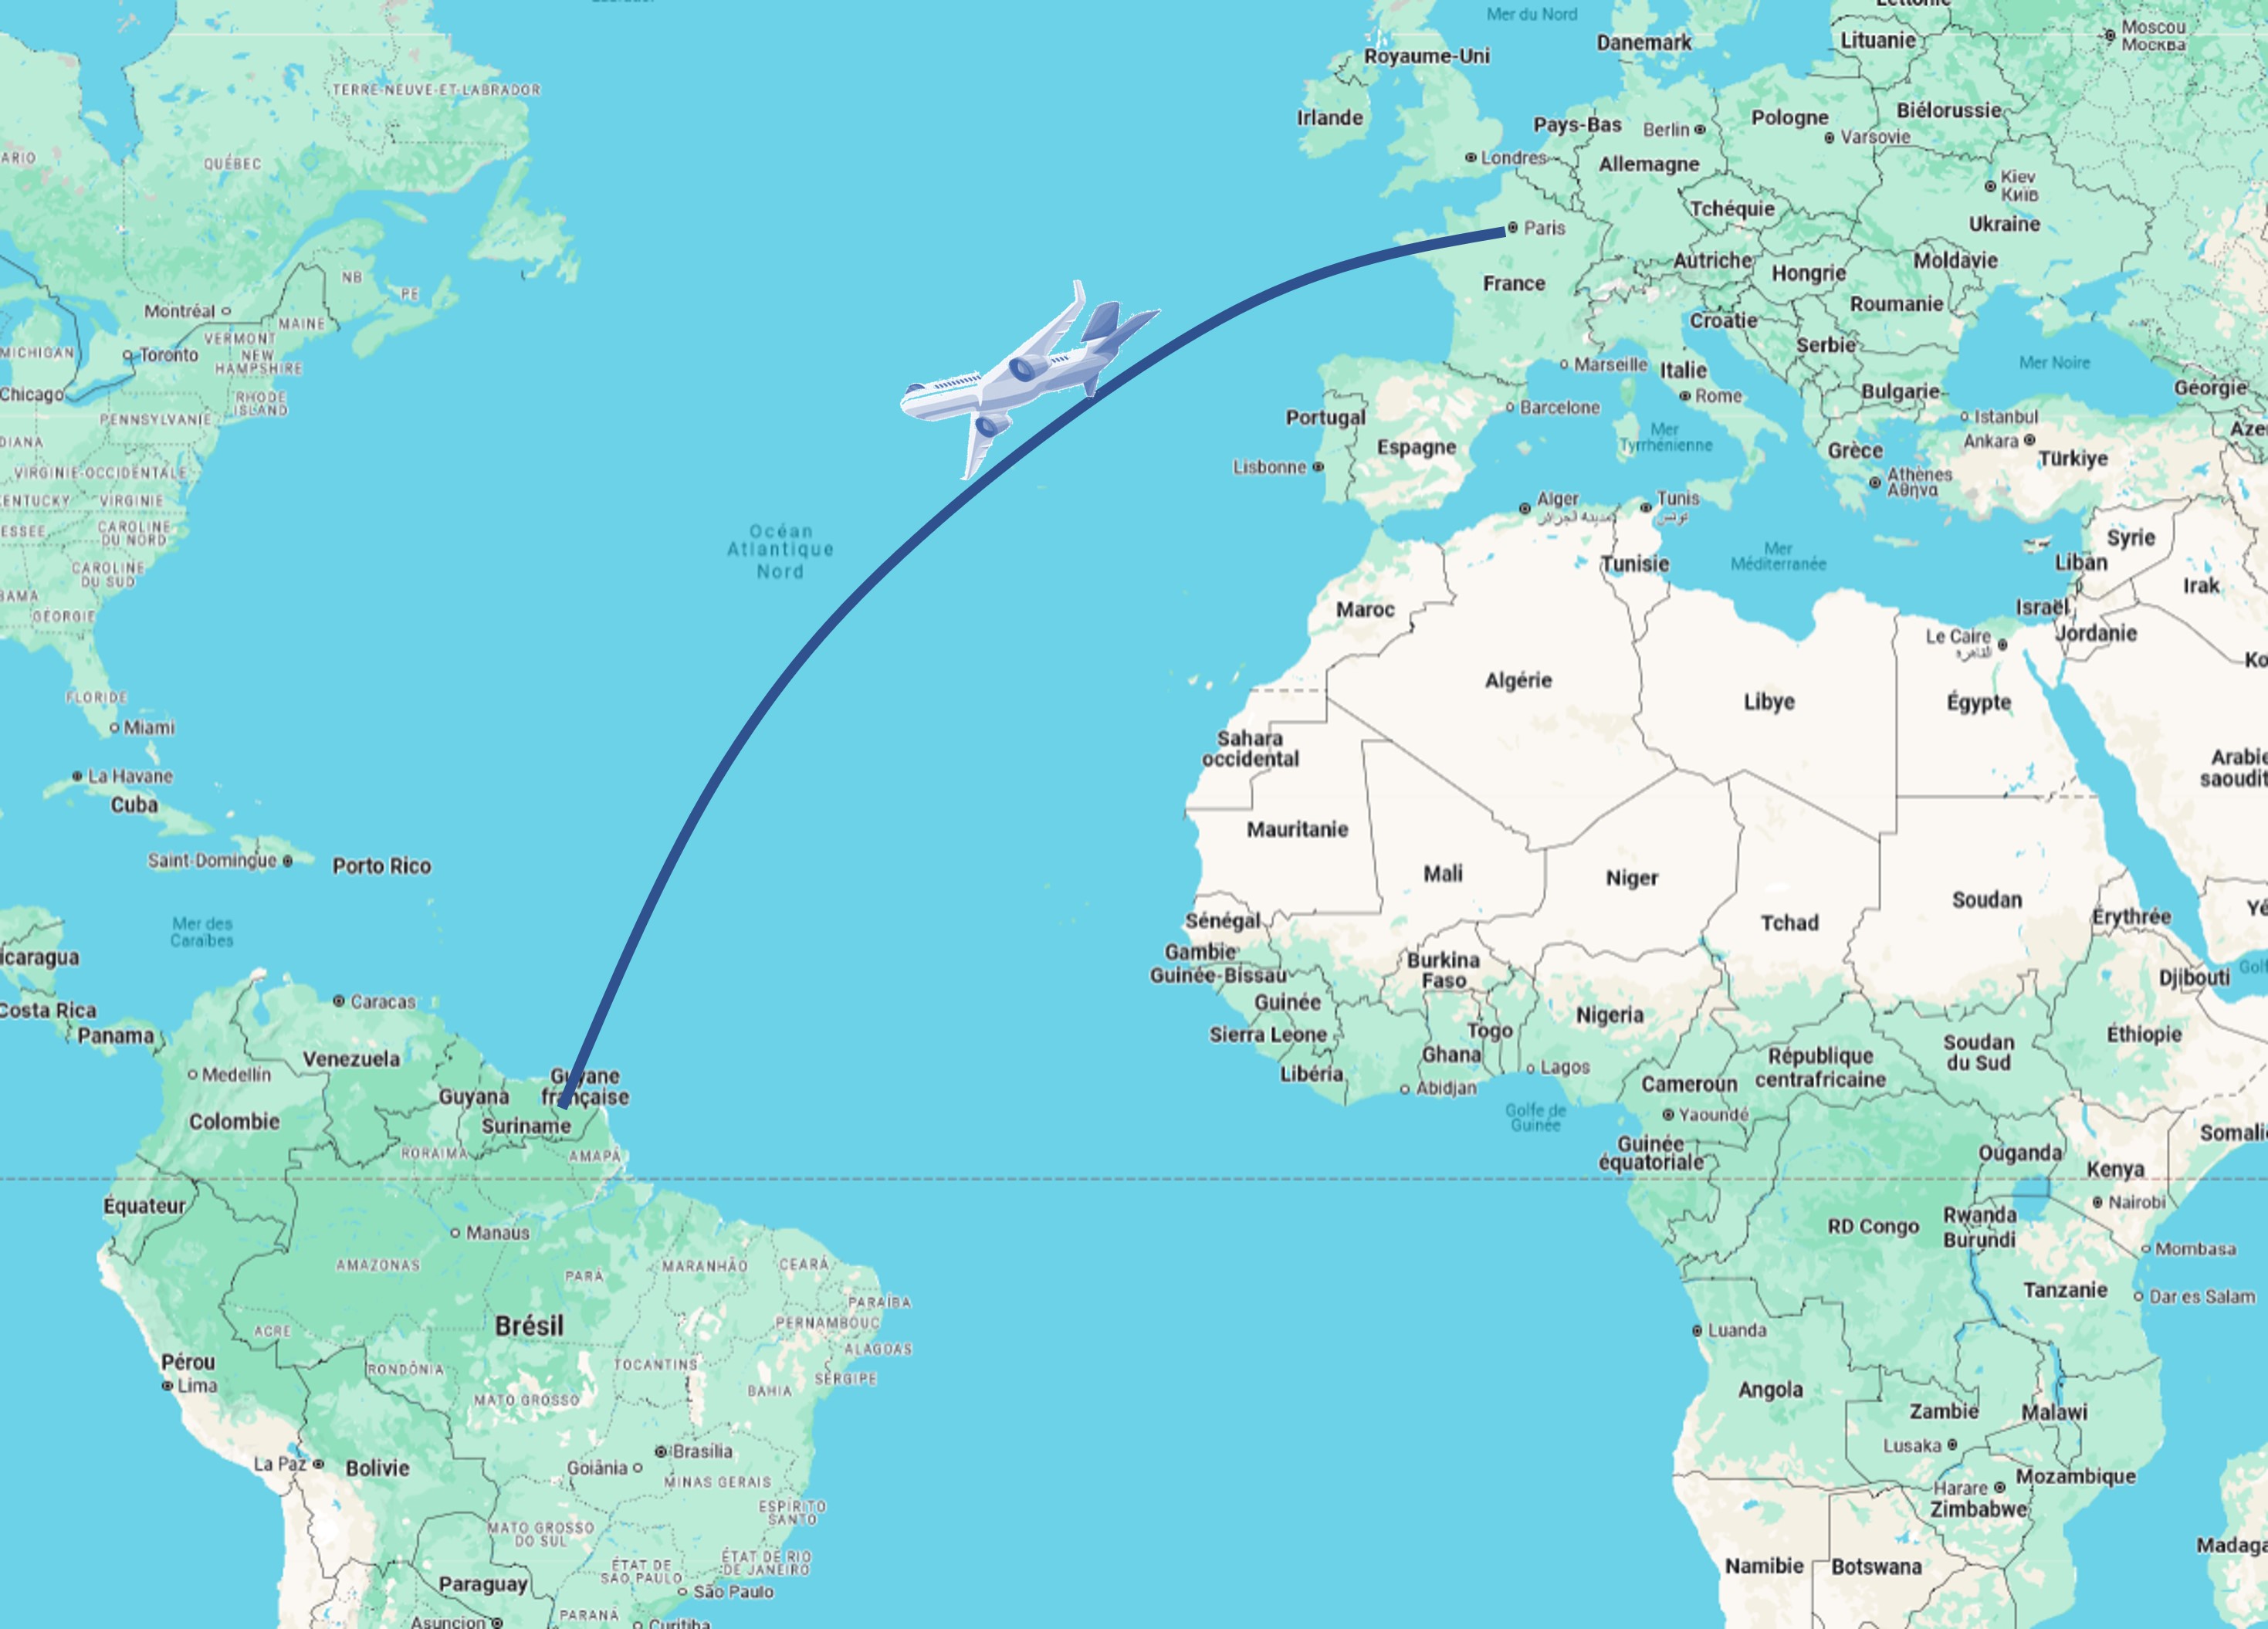 Mer du Nord
Lettonie
Moscou
Москва
Danemark
Lituanie
Royaume-Uni
TERRE-NEUVE-ET-LABRADOR
Irlande
Pays-Bas
Berlin
Pologne
Biélorussie
Varsovie
ARIO
QUÉBEC
Londres
Allemagne
Kiev
Київ
Tchéquie
Ukraine
Paris
Autriche
Hongrie
Moldavie
NB
PE
France
Roumanie
Montréal
MAINE
Croatie
VERMONT
NEW
HAMPSHIRE
MICHIGAN
Toronto
Serbie
Marseille
Italie
Mer Noire
Géorgie
Chicago
RHODE
ISLAND
Rome
Bulgarie
PENNSYLVANIE
Portugal
Barcelone
Istanbul
DIANA
Mer
Tyrrhénienne
Espagne
Ankara
Azer
VIRGINIE-OCCIDENTALE
Lisbonne
Grèce
Türkiye
KENTUCKY
VIRGINIE
Athènes
Αθήνα
Alger
Tunis
تونس
ESSEE
CAROLINE
DU NORD
Océan
Atlantique
Nord
Syrie
Mer
Méditerranée
Liban
CAROLINE
DU SUD
Tunisie
Irak
BAMA
GÉORGIE
Maroc
Israël
Le Caire
القاهرة
Jordanie
Ko
FLORIDE
Algérie
Libye
Égypte
Miami
Sahara
occidental
Arabie
saoudit
La Havane
Cuba
Mauritanie
Saint-Domingue
Porto Rico
Mali
Niger
Soudan
Mer des
Caraïbes
Sénégal
Tchad
Érythrée
Yé
icaragua
Gambie
Burkina
Faso
Guinée-Bissau
Djibouti
Golf
Costa Rica
Caracas
Guinée
Nigeria
Panama
Sierra Leone
Togo
Éthiopie
Venezuela
Ghana
Soudan
du Sud
Medellín
Guyane
française
Libéria
Lagos
République
centrafricaine
Guyana
Abidjan
Cameroun
Colombie
Suriname
Golfe de
Guinée
Yaoundé
Somali
RORAIMA
AMAPÁ
Guinée
équatoriale
Ouganda
Kenya
Équateur
Nairobi
Manaus
RD Congo
Rwanda
Burundi
Mombasa
AMAZONAS
PARÁ
MARANHÃO
CEARÁ
Tanzanie
Dar es Salam
PARAÍBA
ACRE
Brésil
PERNAMBOUC
Luanda
ALAGOAS
Pérou
RONDÔNIA
TOCANTINS
SERGIPE
Lima
BAHIA
Angola
MATO GROSSO
Zambie
Malawi
Brasília
Lusaka
La Paz
Bolivie
Goiânia
MINAS GERAIS
Mozambique
Harare
ESPÍRITO
SANTO
Zimbabwe
MATO GROSSO
DO SUL
ÉTAT DE
SÃO PAULO
ÉTAT DE RIO
DE JANEIRO
Madaga
Namibie
Botswana
Paraguay
São Paulo
PARANÁ
Asuncion
Curitiba